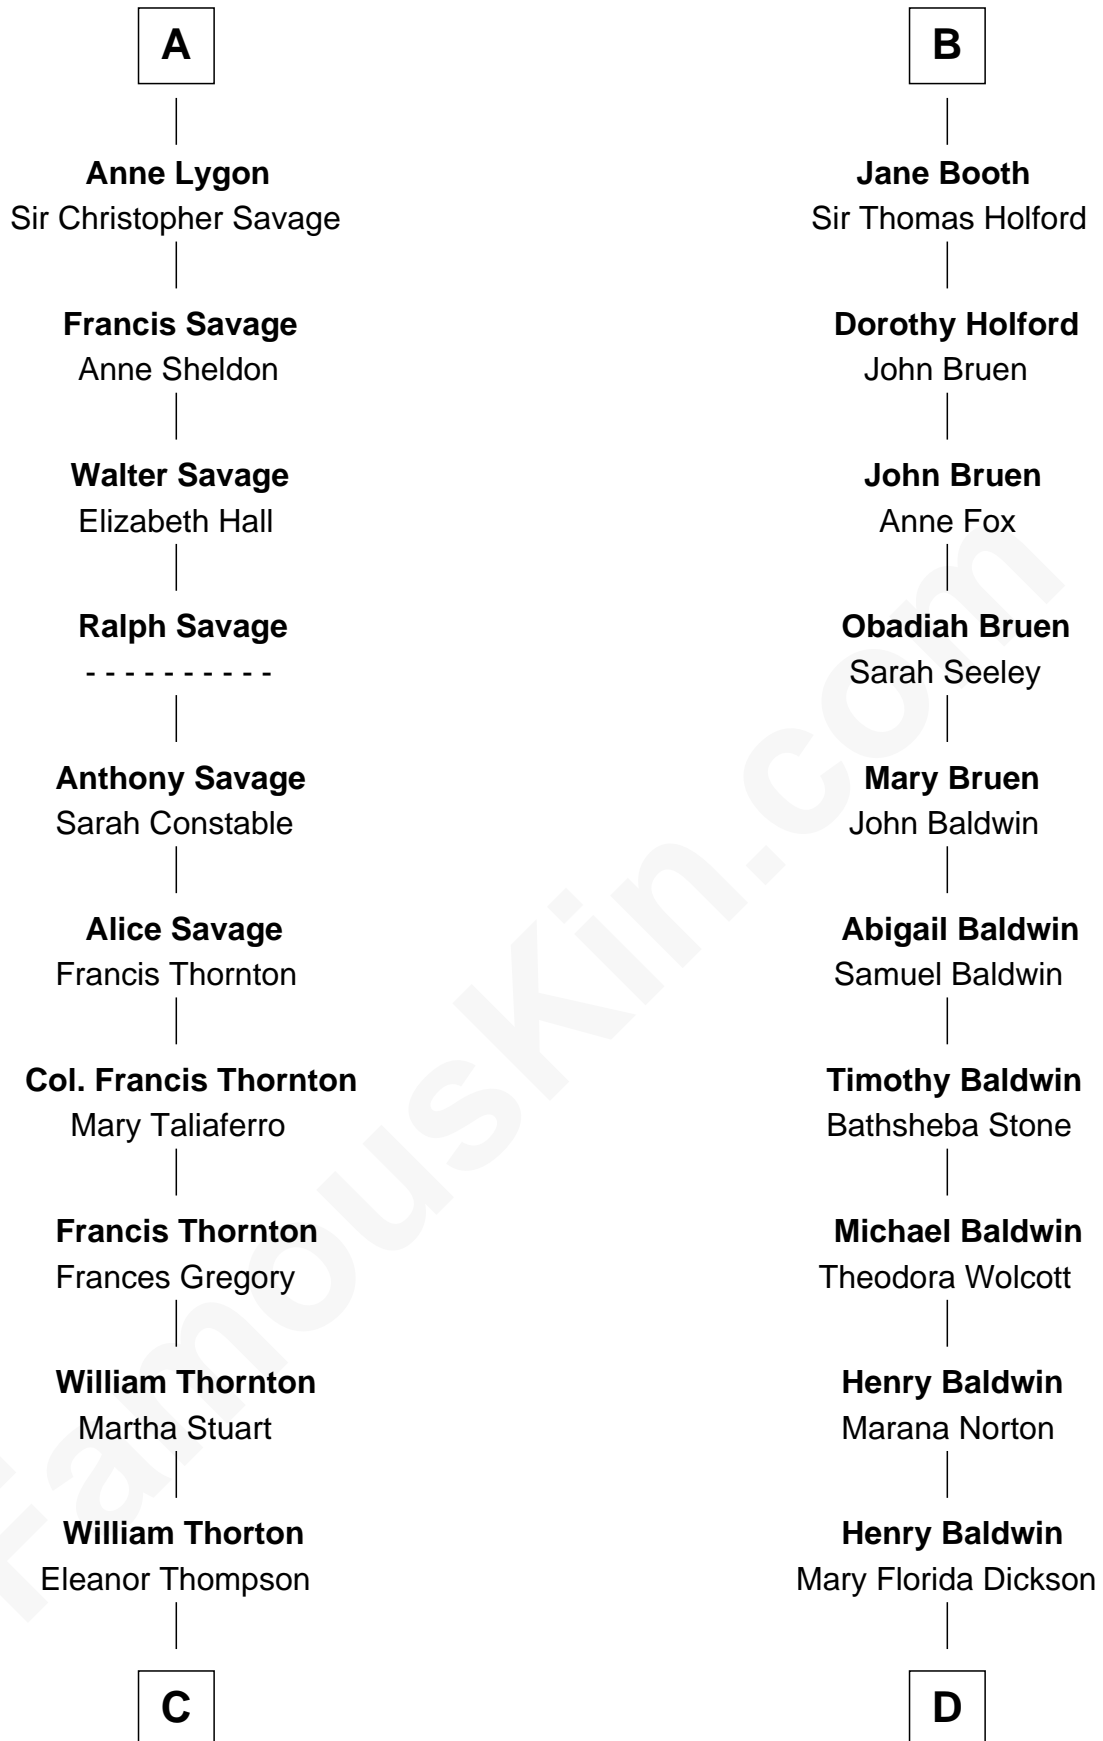 A
Anne Lygon
Sir Christopher Savage
Francis Savage
Anne Sheldon
Walter Savage
Elizabeth Hall
Ralph Savage
- - - - - - - - - -
Anthony Savage
Sarah Constable
Alice Savage
Francis Thornton
Col. Francis Thornton
Mary Taliaferro
Francis Thornton
Frances Gregory
William Thornton
Martha Stuart
William Thorton
Eleanor Thompson
C
B
Jane Booth
Sir Thomas Holford
Dorothy Holford
John Bruen
John Bruen
Anne Fox
Obadiah Bruen
Sarah Seeley
Mary Bruen
John Baldwin
Abigail Baldwin
Samuel Baldwin
Timothy Baldwin
Bathsheba Stone
Michael Baldwin
Theodora Wolcott
Henry Baldwin
Marana Norton
Henry Baldwin
Mary Florida Dickson
D
FamousKin.com